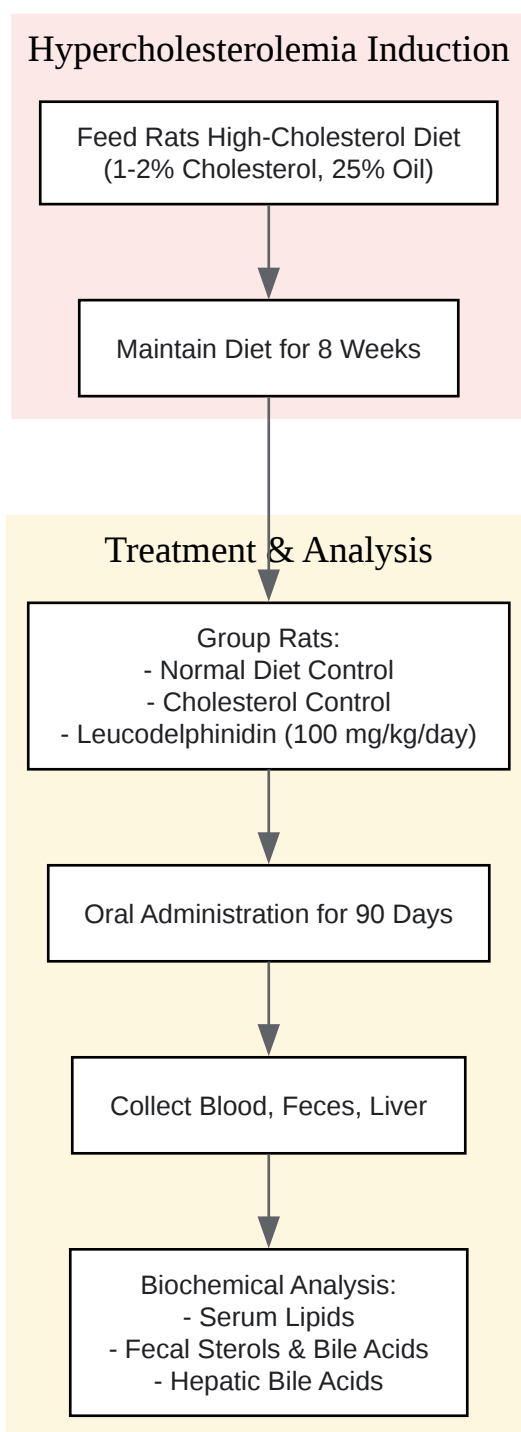 Hypercholesterolemia Induction
Feed Rats High-Cholesterol Diet
(1-2% Cholesterol, 25% Oil)
Maintain Diet for 8 Weeks
Treatment & Analysis
Group Rats:
- Normal Diet Control
- Cholesterol Control
- Leucodelphinidin (100 mg/kg/day)
Oral Administration for 90 Days
Collect Blood, Feces, Liver
Biochemical Analysis:
- Serum Lipids
- Fecal Sterols & Bile Acids
- Hepatic Bile Acids